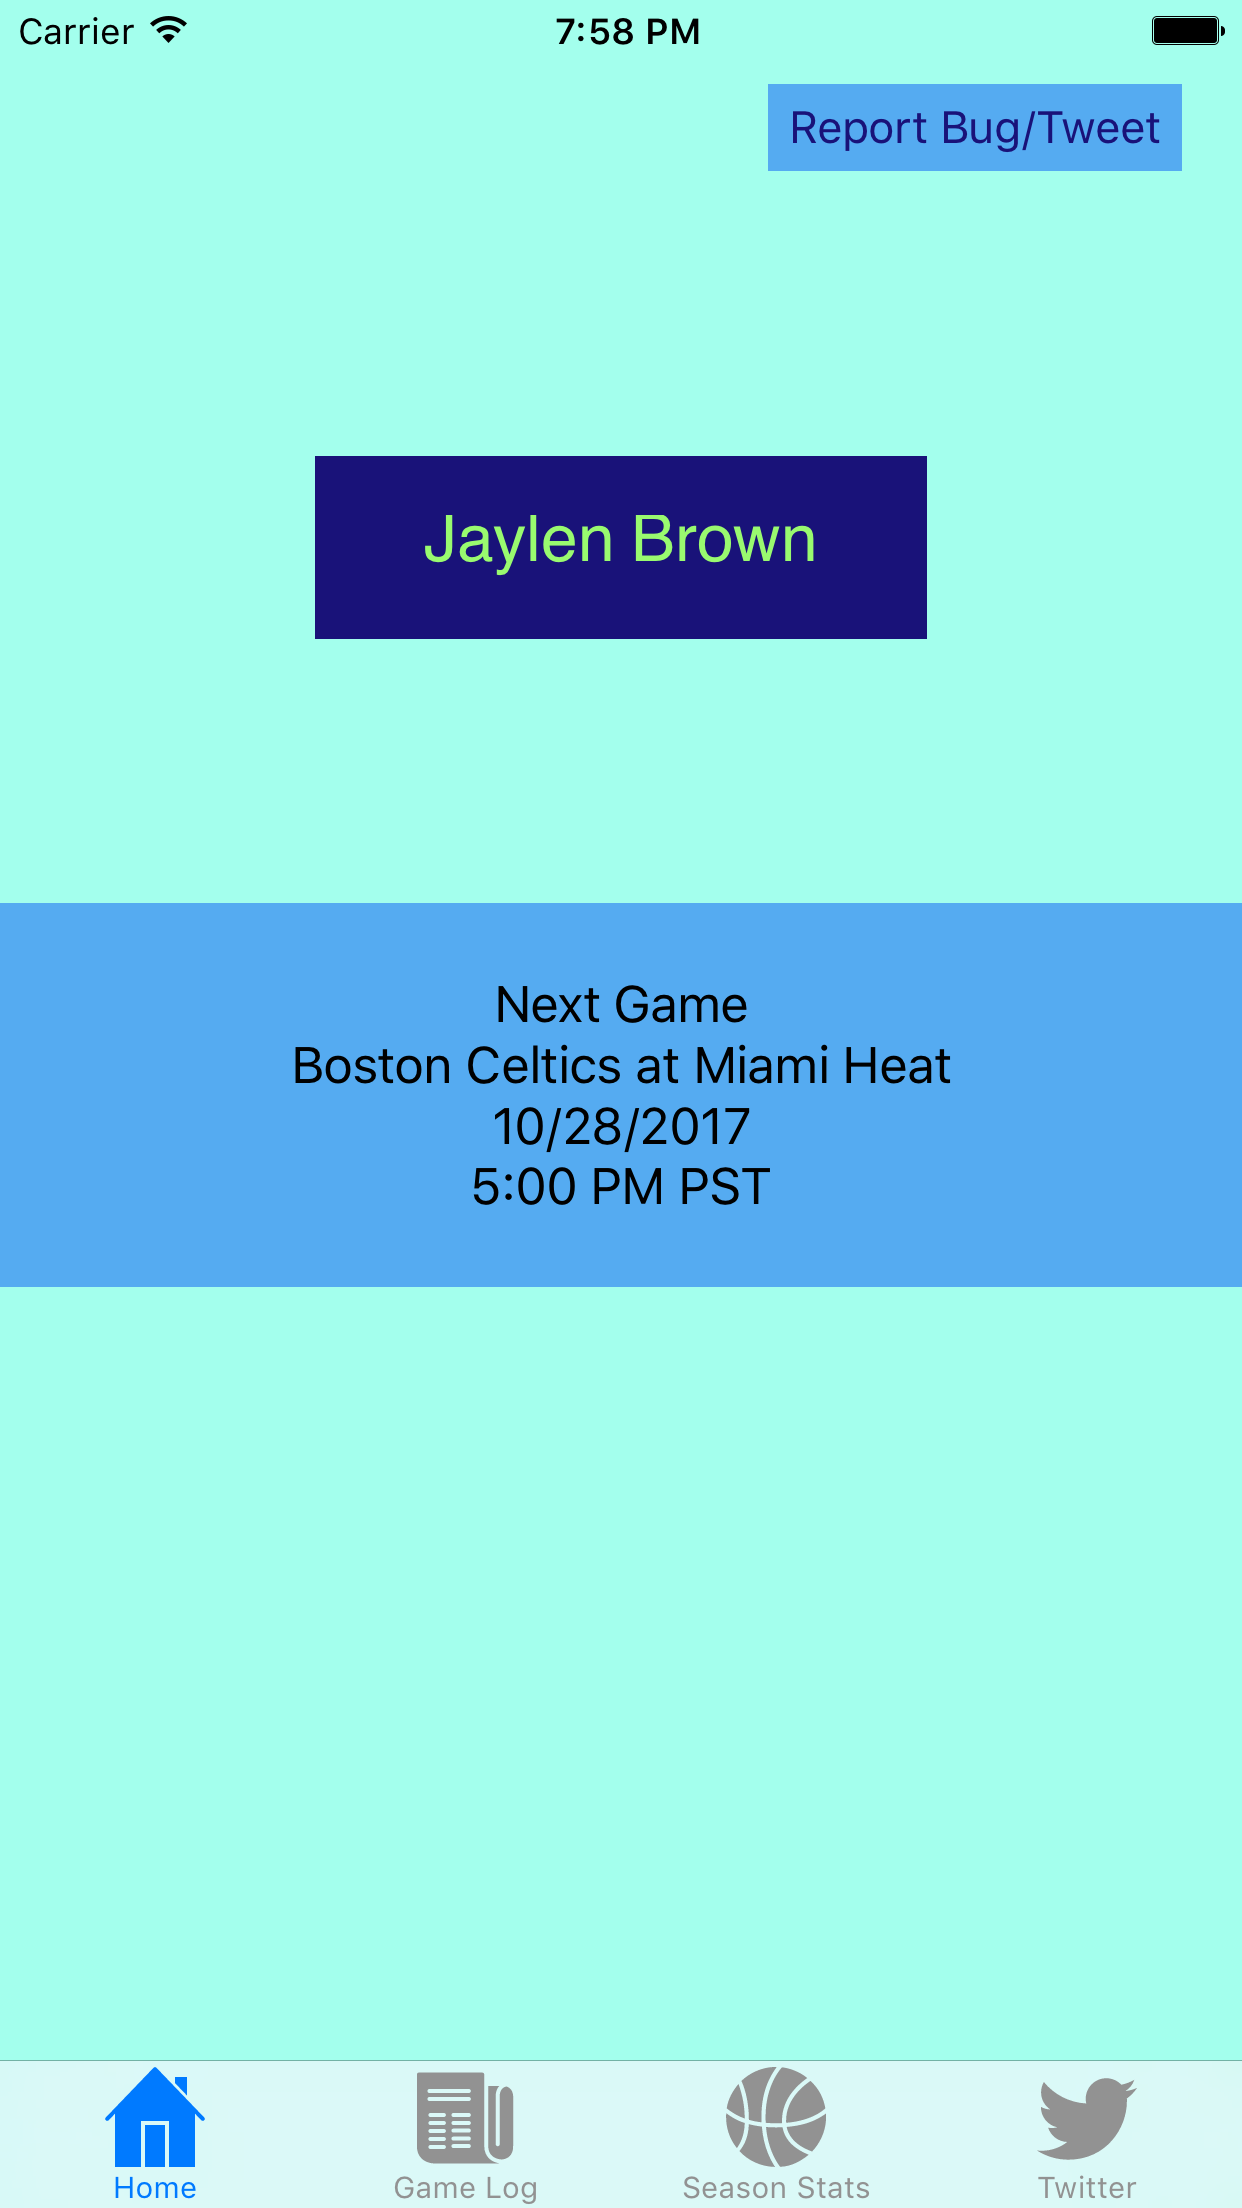 Carrier 7:58 PM
Report Bug/Tweet
Jaylen Brown
Next Game
Boston Celtics at Miami Heat
10/28/2017
5:00 PM PST
Home Game Log Season Stats Twitter